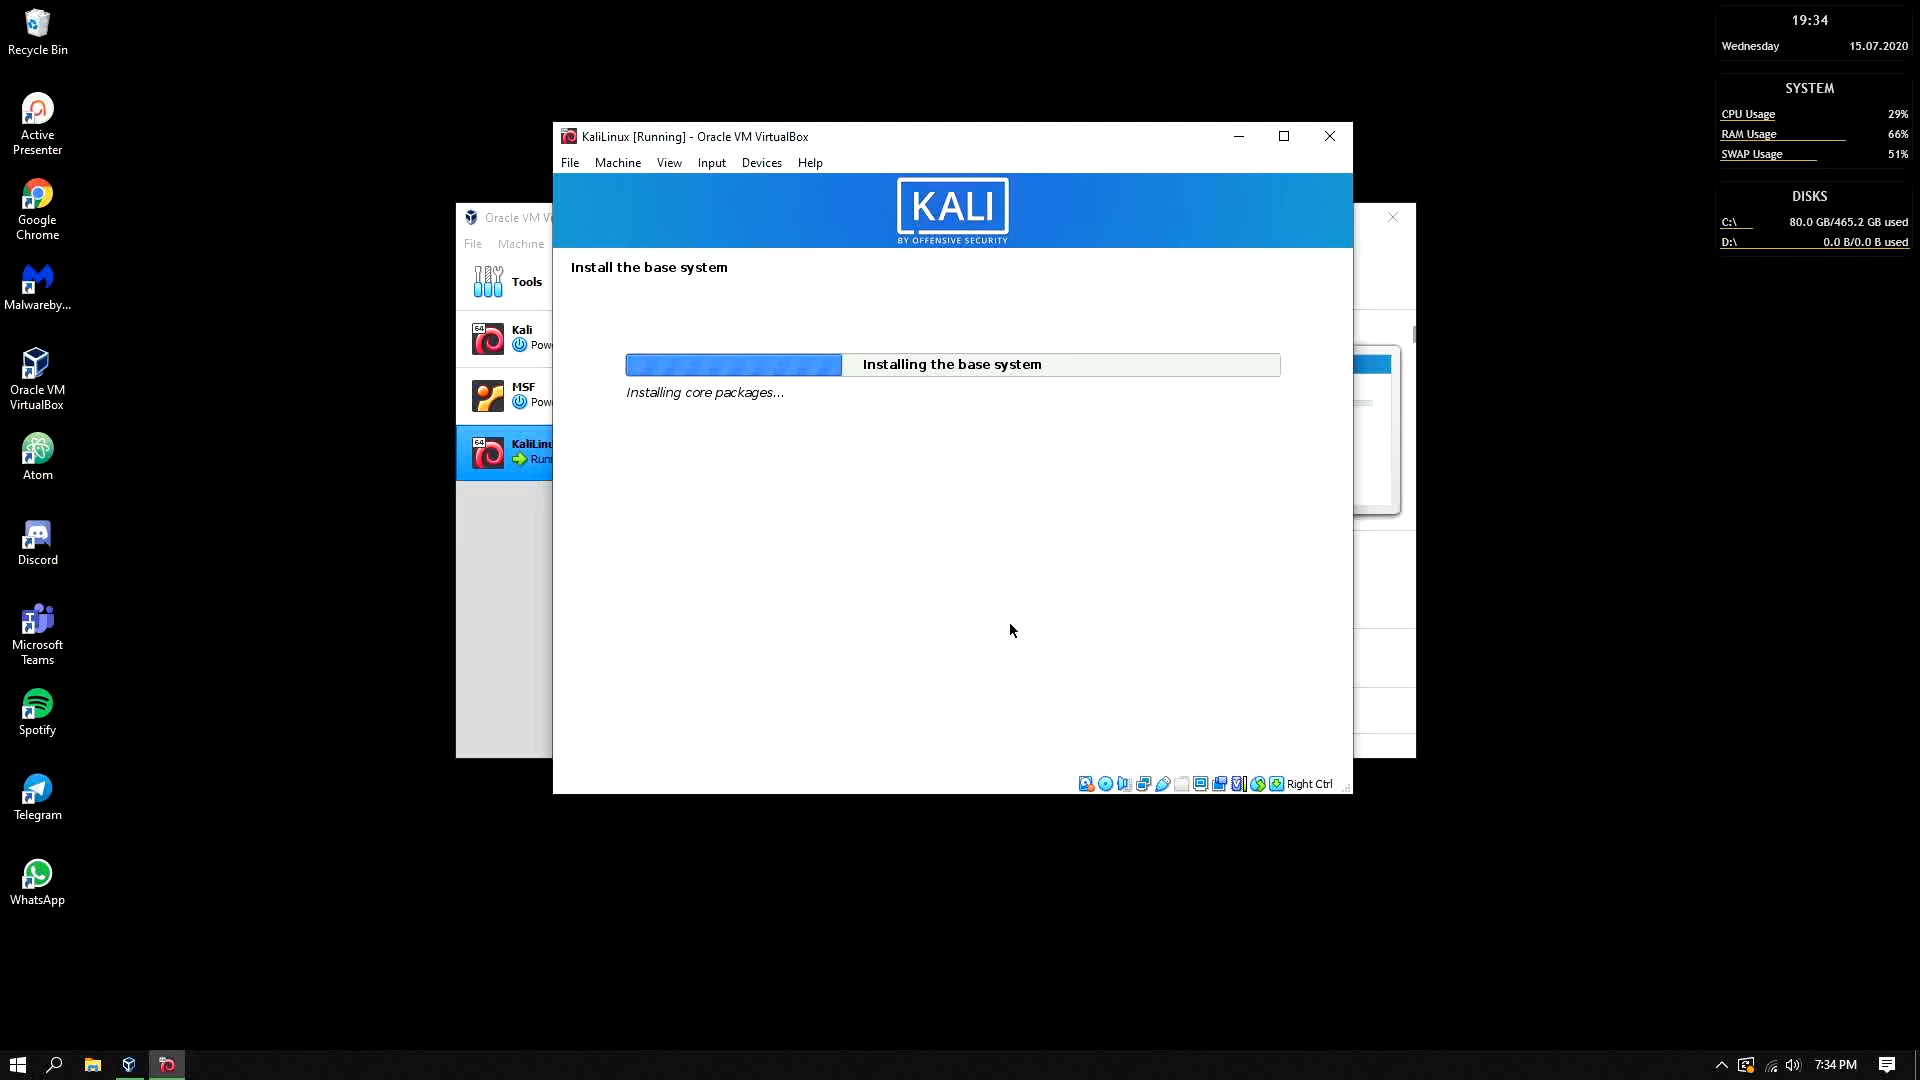 Recycle Bin
Active
Presenter
Google
Chrome
Malwareby...
Oracle VM
VirtualBox
Atom
Discord
Microsoft
Teams
Spotify
Telegram
WhatsApp
Oracle VM Vi
File Machine
Tools
64
Kali
Pow
MSF
Pow
64
KaliLinu
Runn
KaliLinux [Running] - Oracle VM VirtualBox
File Machine View Input Devices Help
KALI
BY OFFENSIVE SECURITY
Install the base system
Installing the base system
Installing core packages...
Right Ctrl
19:34
Wednesday 15.07.2020
SYSTEM
CPU Usage 29%
RAM Usage 66%
SWAP Usage 51%
DISKS
C:\ 80.0 GB/465.2 GB used
D:\ 0.0 B/0.0 B used
7:34 PM